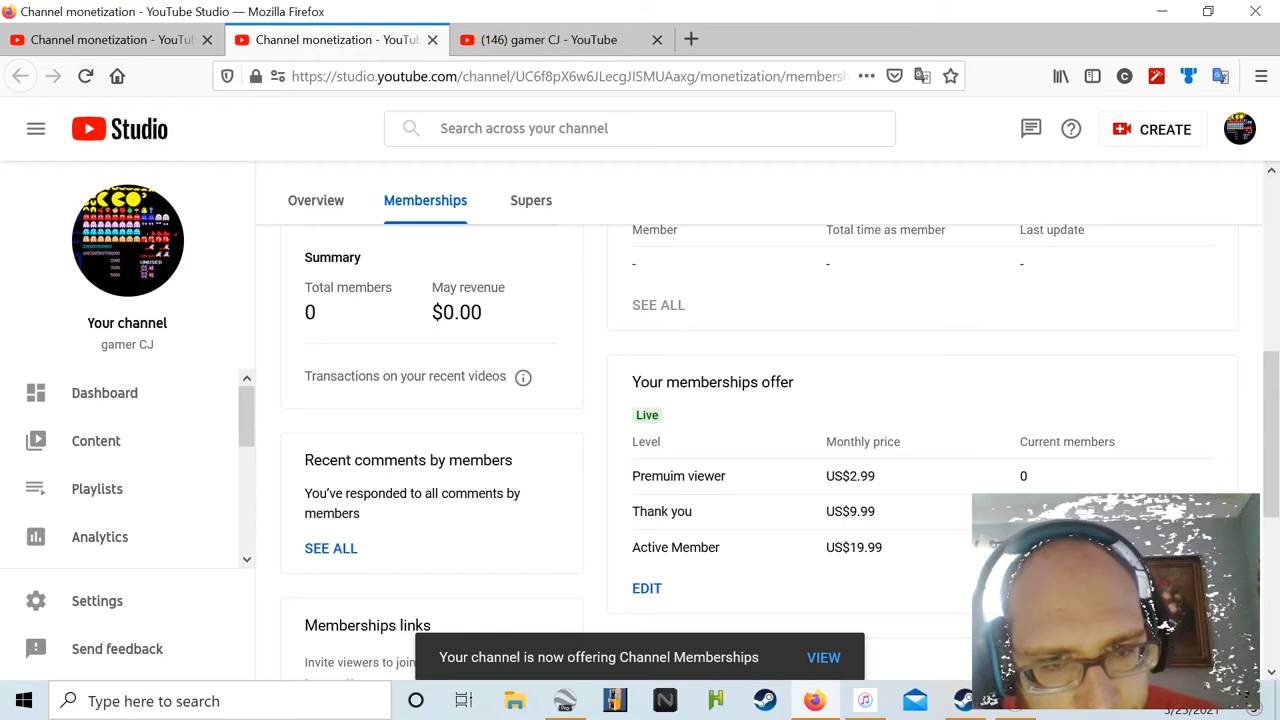 Channel monetization - YouTube Studio — Mozilla Firefox
Channel monetization - YouTu
Channel monetization - YouTu
(146) gamer CJ - YouTube
https://studio.youtube.com/channel/UC6f8pX6w6JLecgJISMUAaxg/monetization/membersh
Studio
Search across your channel
CREATE
Overview
Memberships
Supers
Your channel
gamer CJ
Dashboard
Content
Playlists
Analytics
Settings
Send feedback
Summary
Total members
May revenue
0
$0.00
Transactions on your recent videos
Recent comments by members
You've responded to all comments by
members
SEE ALL
Memberships links
Invite viewers to join
Member
Total time as member
Last update
- - -
SEE ALL
Your memberships offer
Live
Level
Monthly price
Current members
Premuim viewer
US$2.99
0
Thank you
US$9.99
Active Member
US$19.99
EDIT
Your channel is now offering Channel Memberships
VIEW
Type here to search